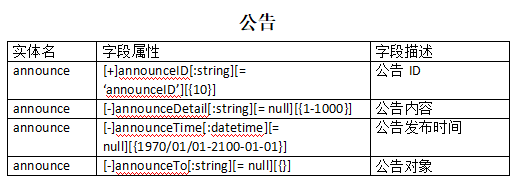 公告
实体名 字段属性 字段描述
announce [+]announceID[:string][= 公告 ID
‘announceID’][{10}]
announce [-]announceDetail[:string][= null][{1-1000}] 公告内容
announce [-]announceTime[:datetime][= 公告发布时间
null][{1970/01/01-2100-01-01}]
announce [-]announceTo[:string][= null][{}] 公告对象